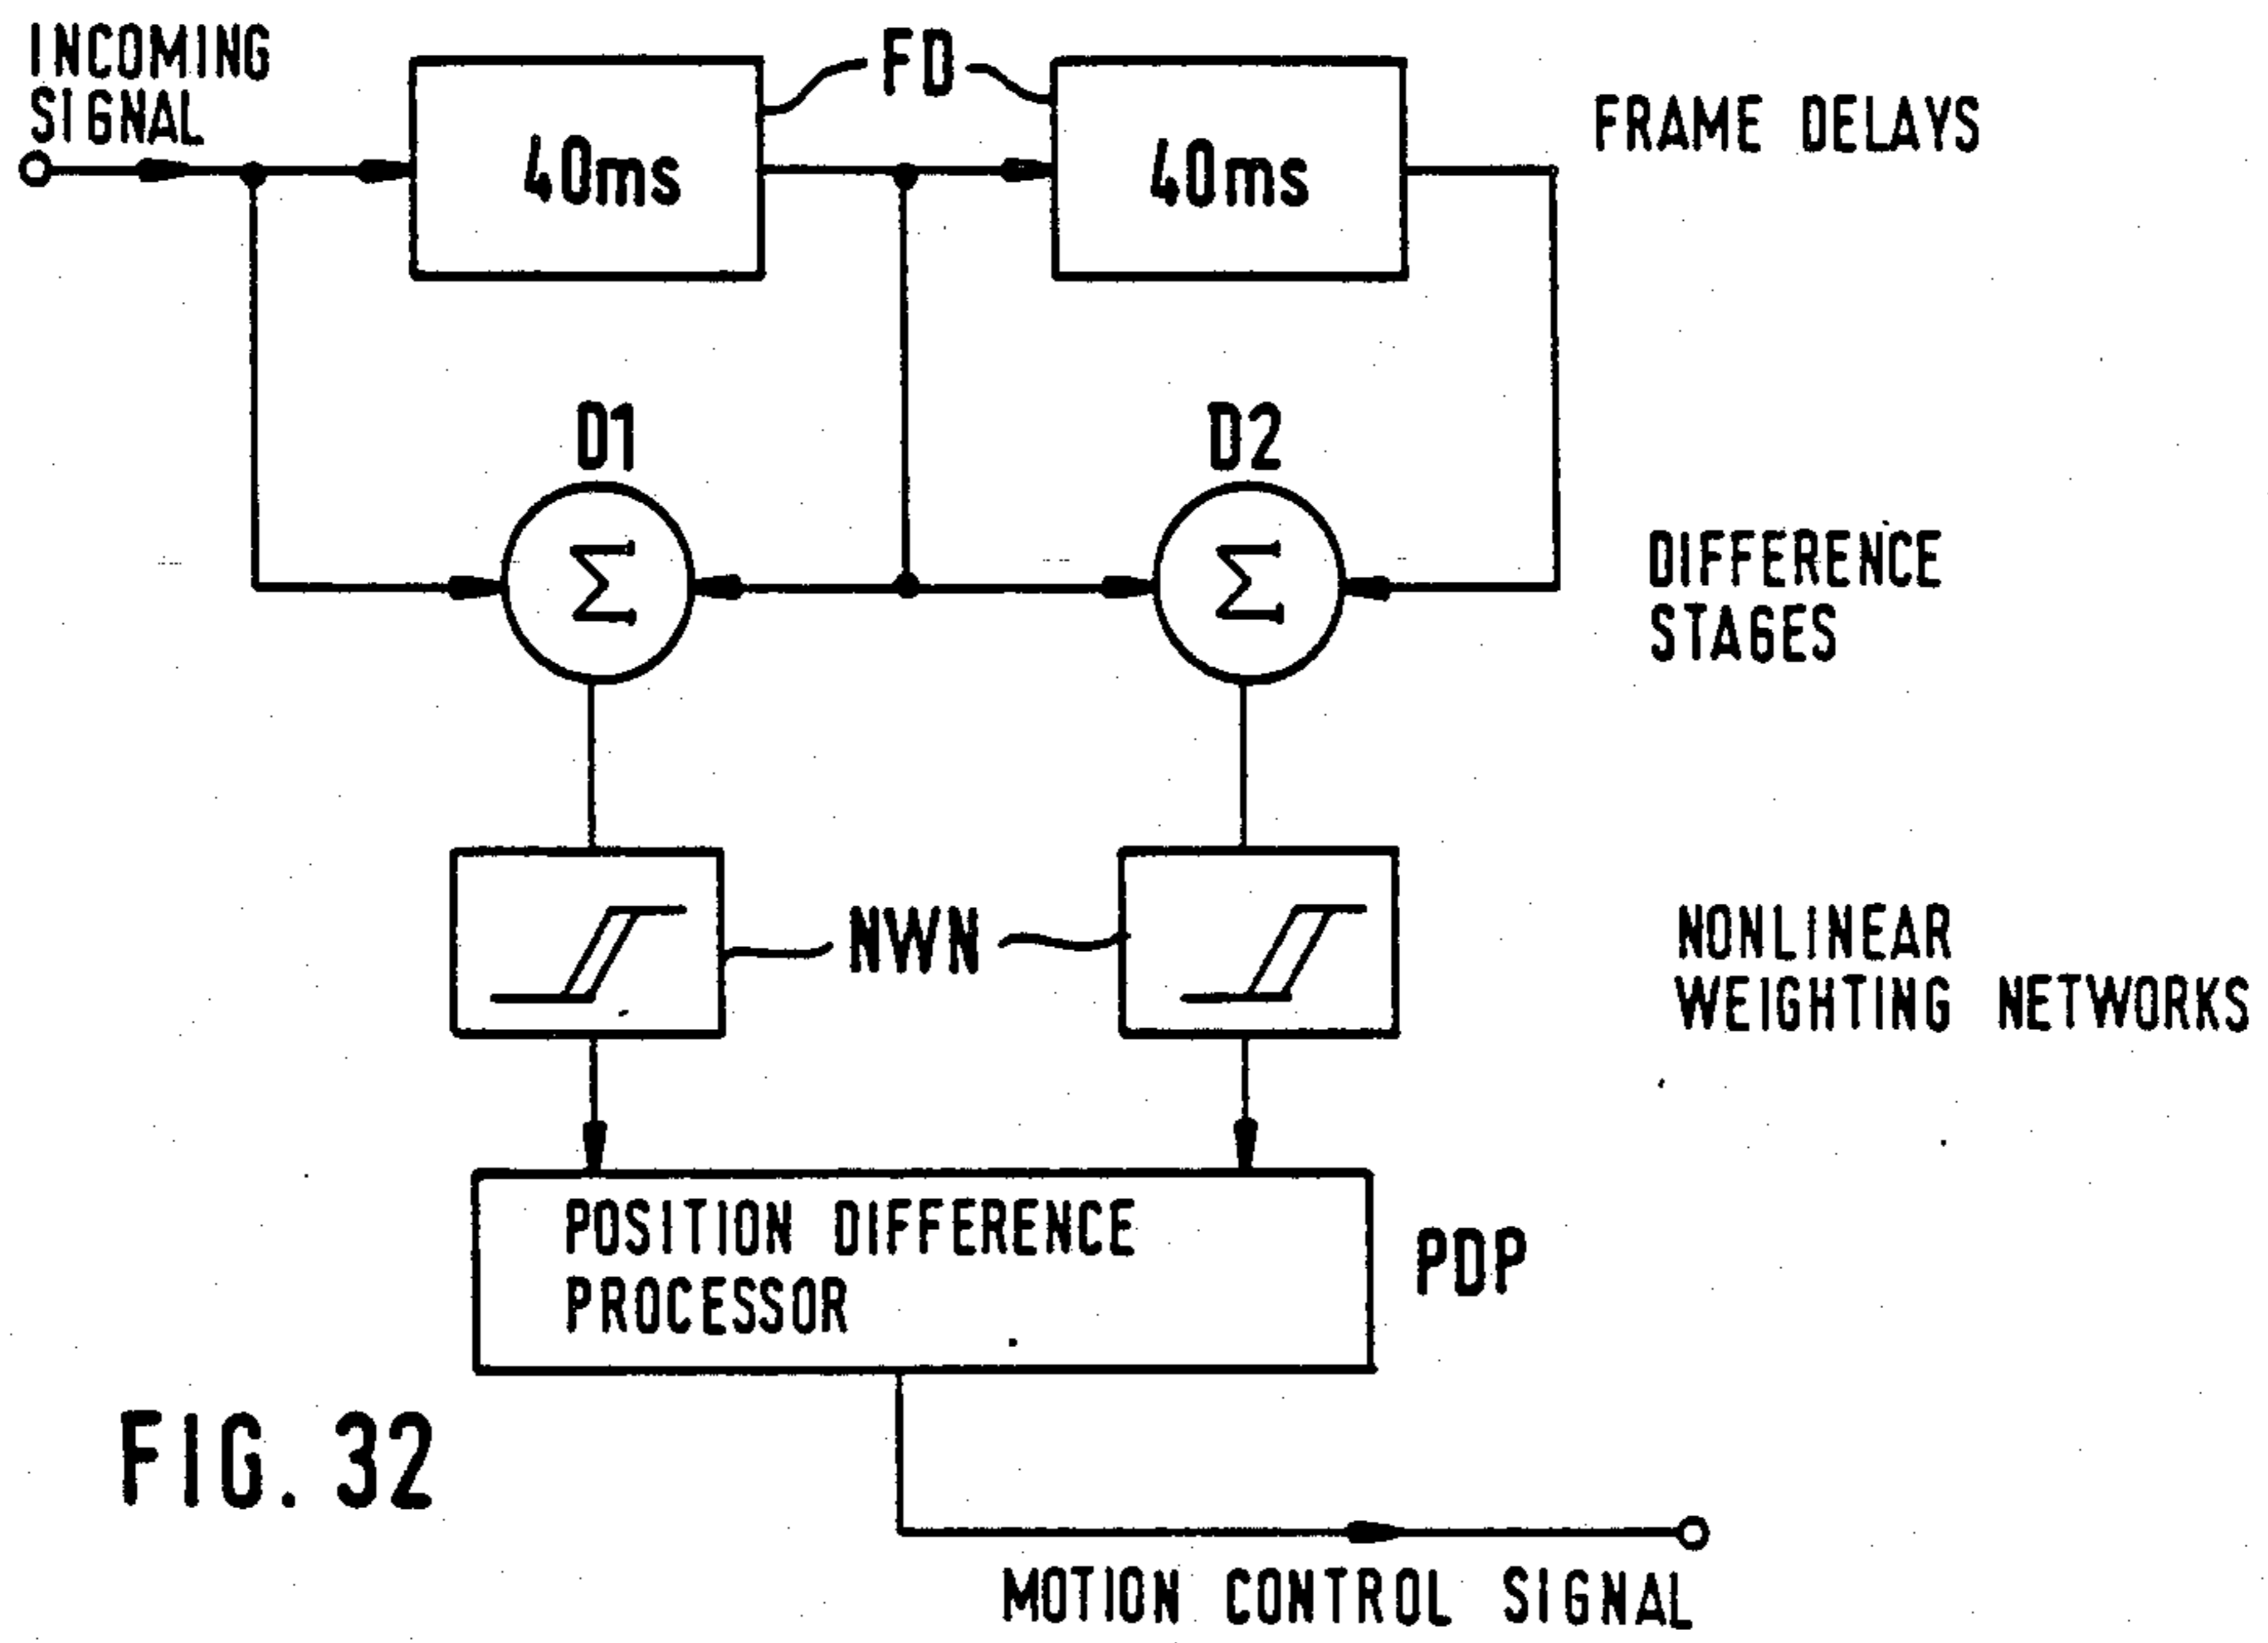 INCOMING
SIGNAL
FD
40ms
40ms
FRAME DELAYS
D1
D2
Σ
Σ
DIFFERENCE
STAGES
NWN
NONLINEAR
WEIGHTING NETWORKS
POSITION DIFFERENCE
PROCESSOR
PDP
FIG. 32
MOTION CONTROL SIGNAL